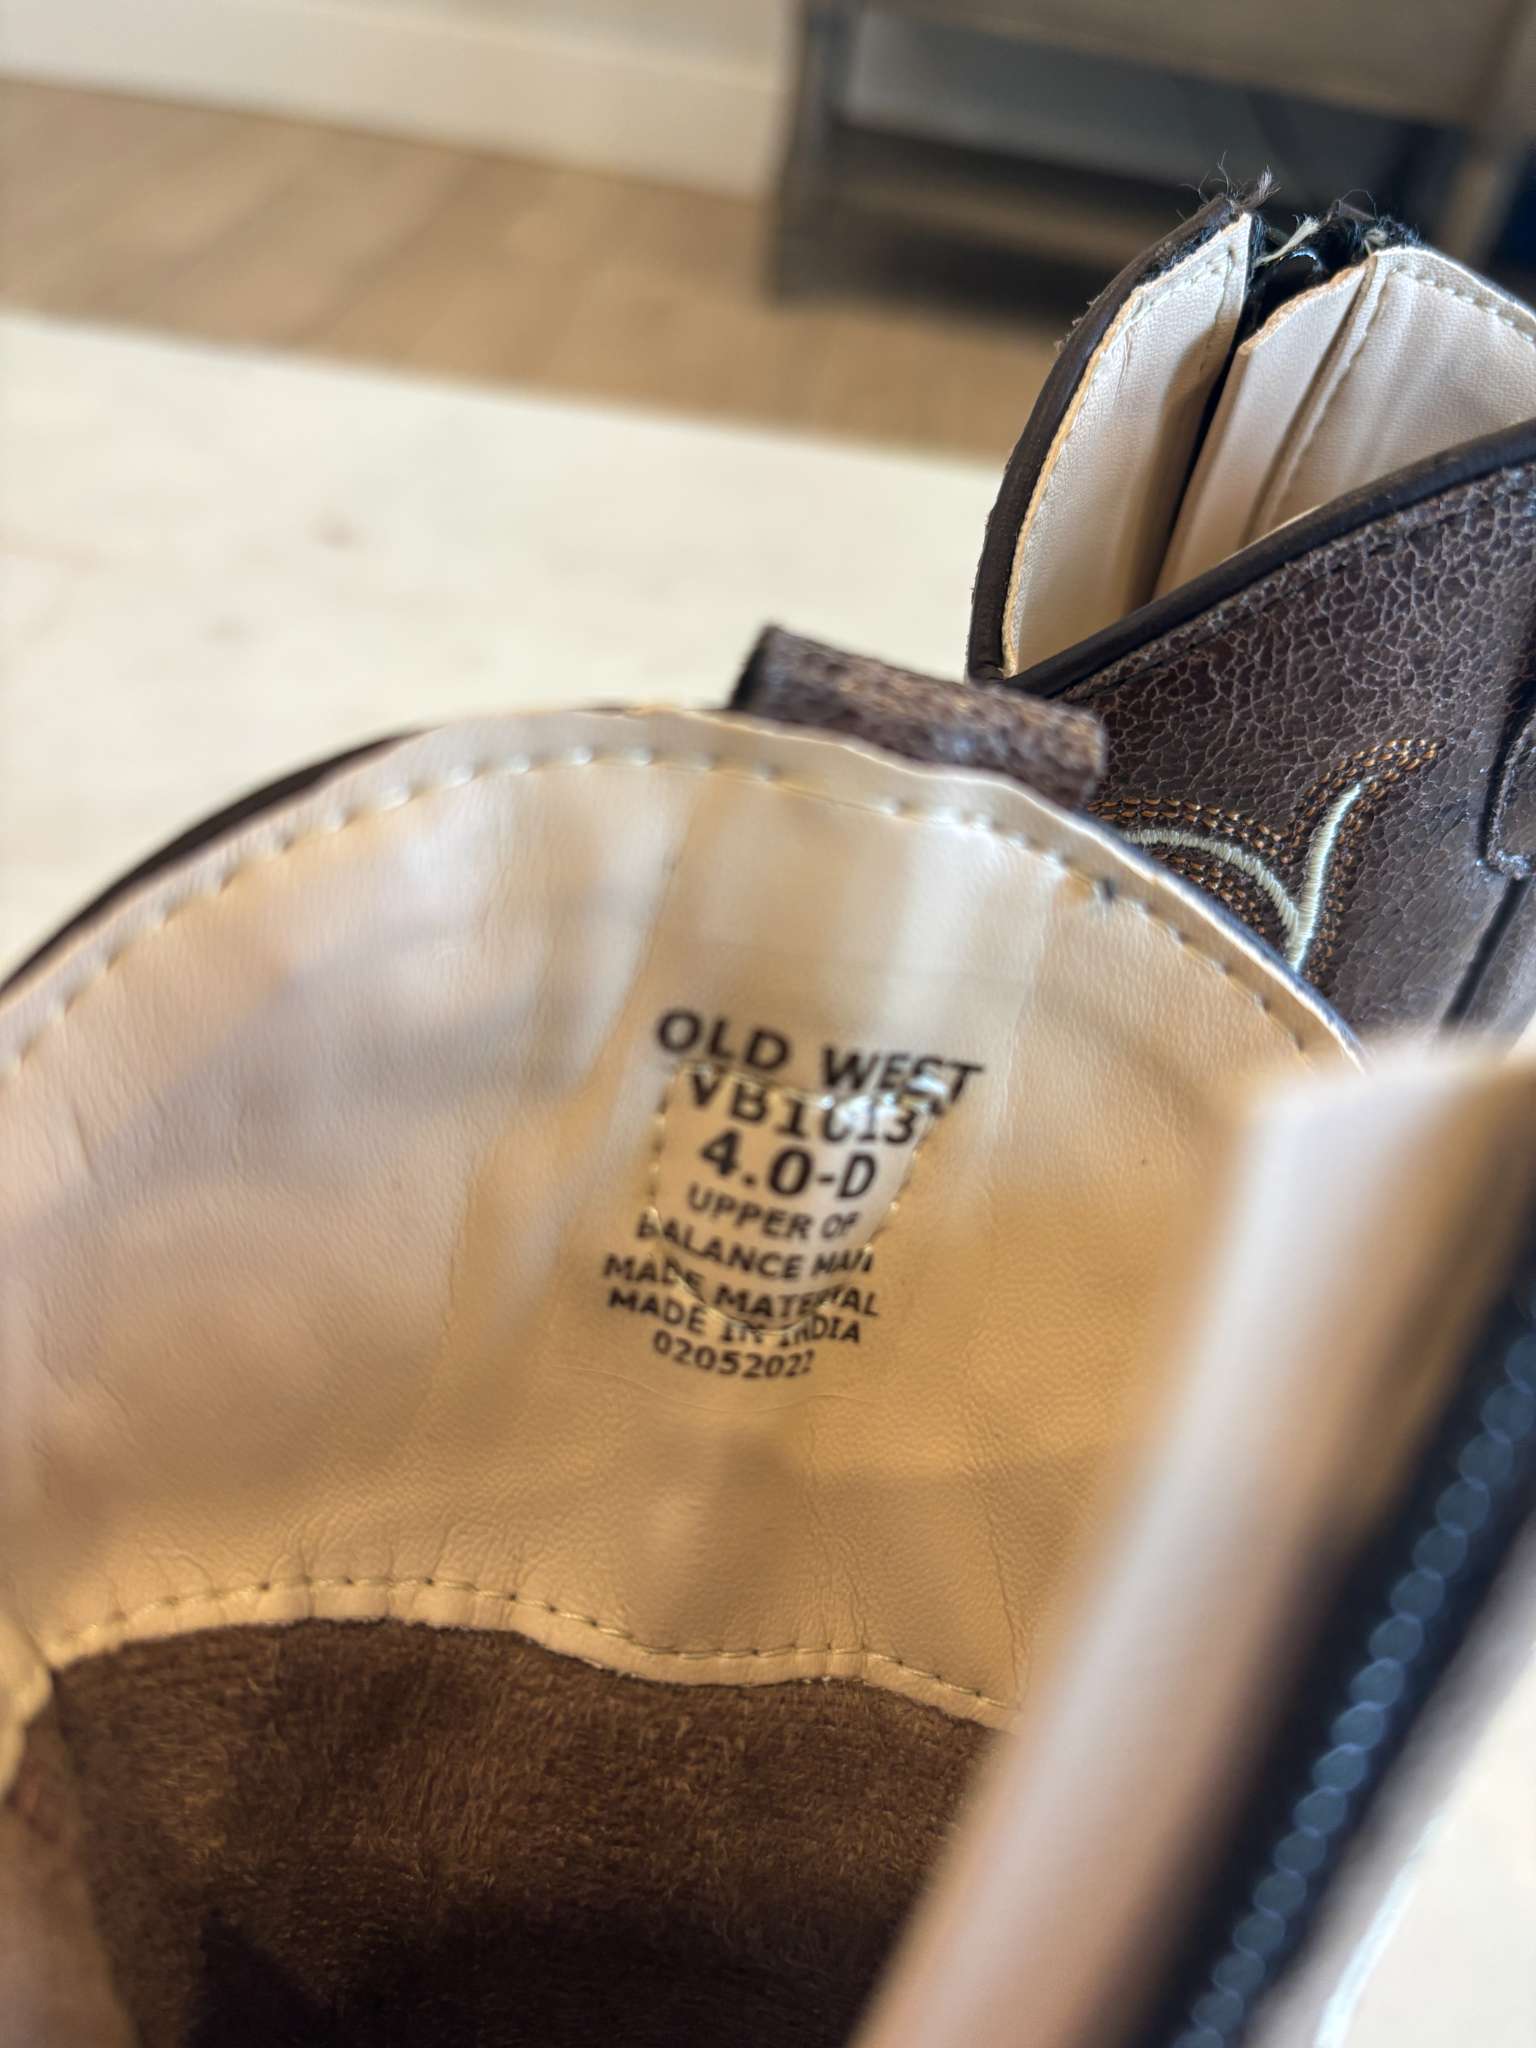 OLD WEST
VB1013
4.0-D
UPPER OF
BALANCE MAN
MADE MATERIAL
MADE IN INDIA
02052022